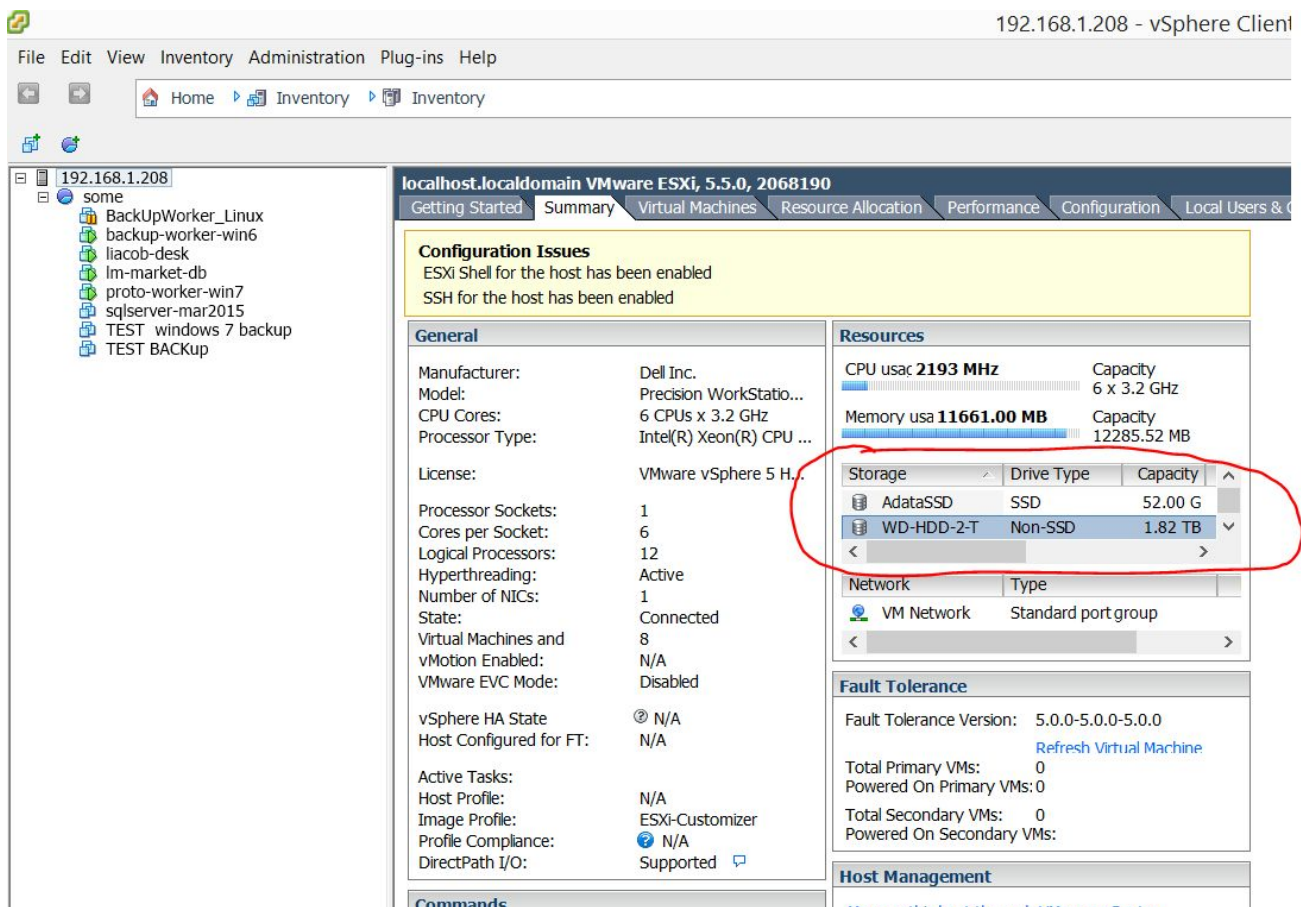 192.168.1.208 - vSphere Client
File Edit View Inventory Administration Plug-ins Help
Home Inventory Inventory
192.168.1.208
some
BackUpWorker_Linux
backup-worker-win6
liacob-desk
lm-market-db
proto-worker-win7
sqlserver-mar2015
TEST windows 7 backup
TEST BACKup
localhost.localdomain VMware ESXi, 5.5.0, 2068190
Getting Started Summary Virtual Machines Resource Allocation Performance Configuration Local Users &
Configuration Issues
ESXi Shell for the host has been enabled
SSH for the host has been enabled
General
Manufacturer: Dell Inc.
Model: Precision WorkStatio...
CPU Cores: 6 CPUs x 3.2 GHz
Processor Type: Intel(R) Xeon(R) CPU ...
License: VMware vSphere 5 H...
Processor Sockets: 1
Cores per Socket: 6
Logical Processors: 12
Hyperthreading: Active
Number of NICs: 1
State: Connected
Virtual Machines and 8
vMotion Enabled: N/A
VMware EVC Mode: Disabled
vSphere HA State N/A
Host Configured for FT: N/A
Active Tasks:
Host Profile: N/A
Image Profile: ESXi-Customizer
Profile Compliance: N/A
DirectPath I/O: Supported
Commands
Resources
CPU usag 2193 MHz Capacity
6 x 3.2 GHz
Memory usa 11661.00 MB Capacity
12285.52 MB
Storage Drive Type Capacity
AdataSSD SSD 52.00 G
WD-HDD-2-T Non-SSD 1.82 TB
Network Type
VM Network Standard port group
Fault Tolerance
Fault Tolerance Version: 5.0.0-5.0.0-5.0.0
Refresh Virtual Machine
Total Primary VMs: 0
Powered On Primary VMs: 0
Total Secondary VMs: 0
Powered On Secondary VMs:
Host Management